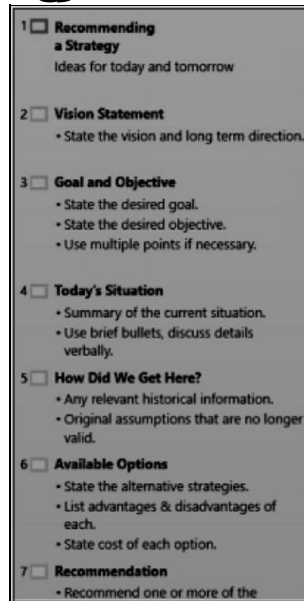 1 Recommending
a Strategy
Ideas for today and tomorrow
2 Vision Statement
• State the vision and long term direction.
3 Goal and Objective
• State the desired goal.
• State the desired objective.
• Use multiple points if necessary.
4 Today's Situation
• Summary of the current situation.
• Use brief bullets, discuss details
verbally.
5 How Did We Get Here?
• Any relevant historical information.
• Original assumptions that are no longer
valid.
6 Available Options
• State the alternative strategies.
• List advantages & disadvantages of
each.
• State cost of each option.
7 Recommendation
• Recommend one or more of the